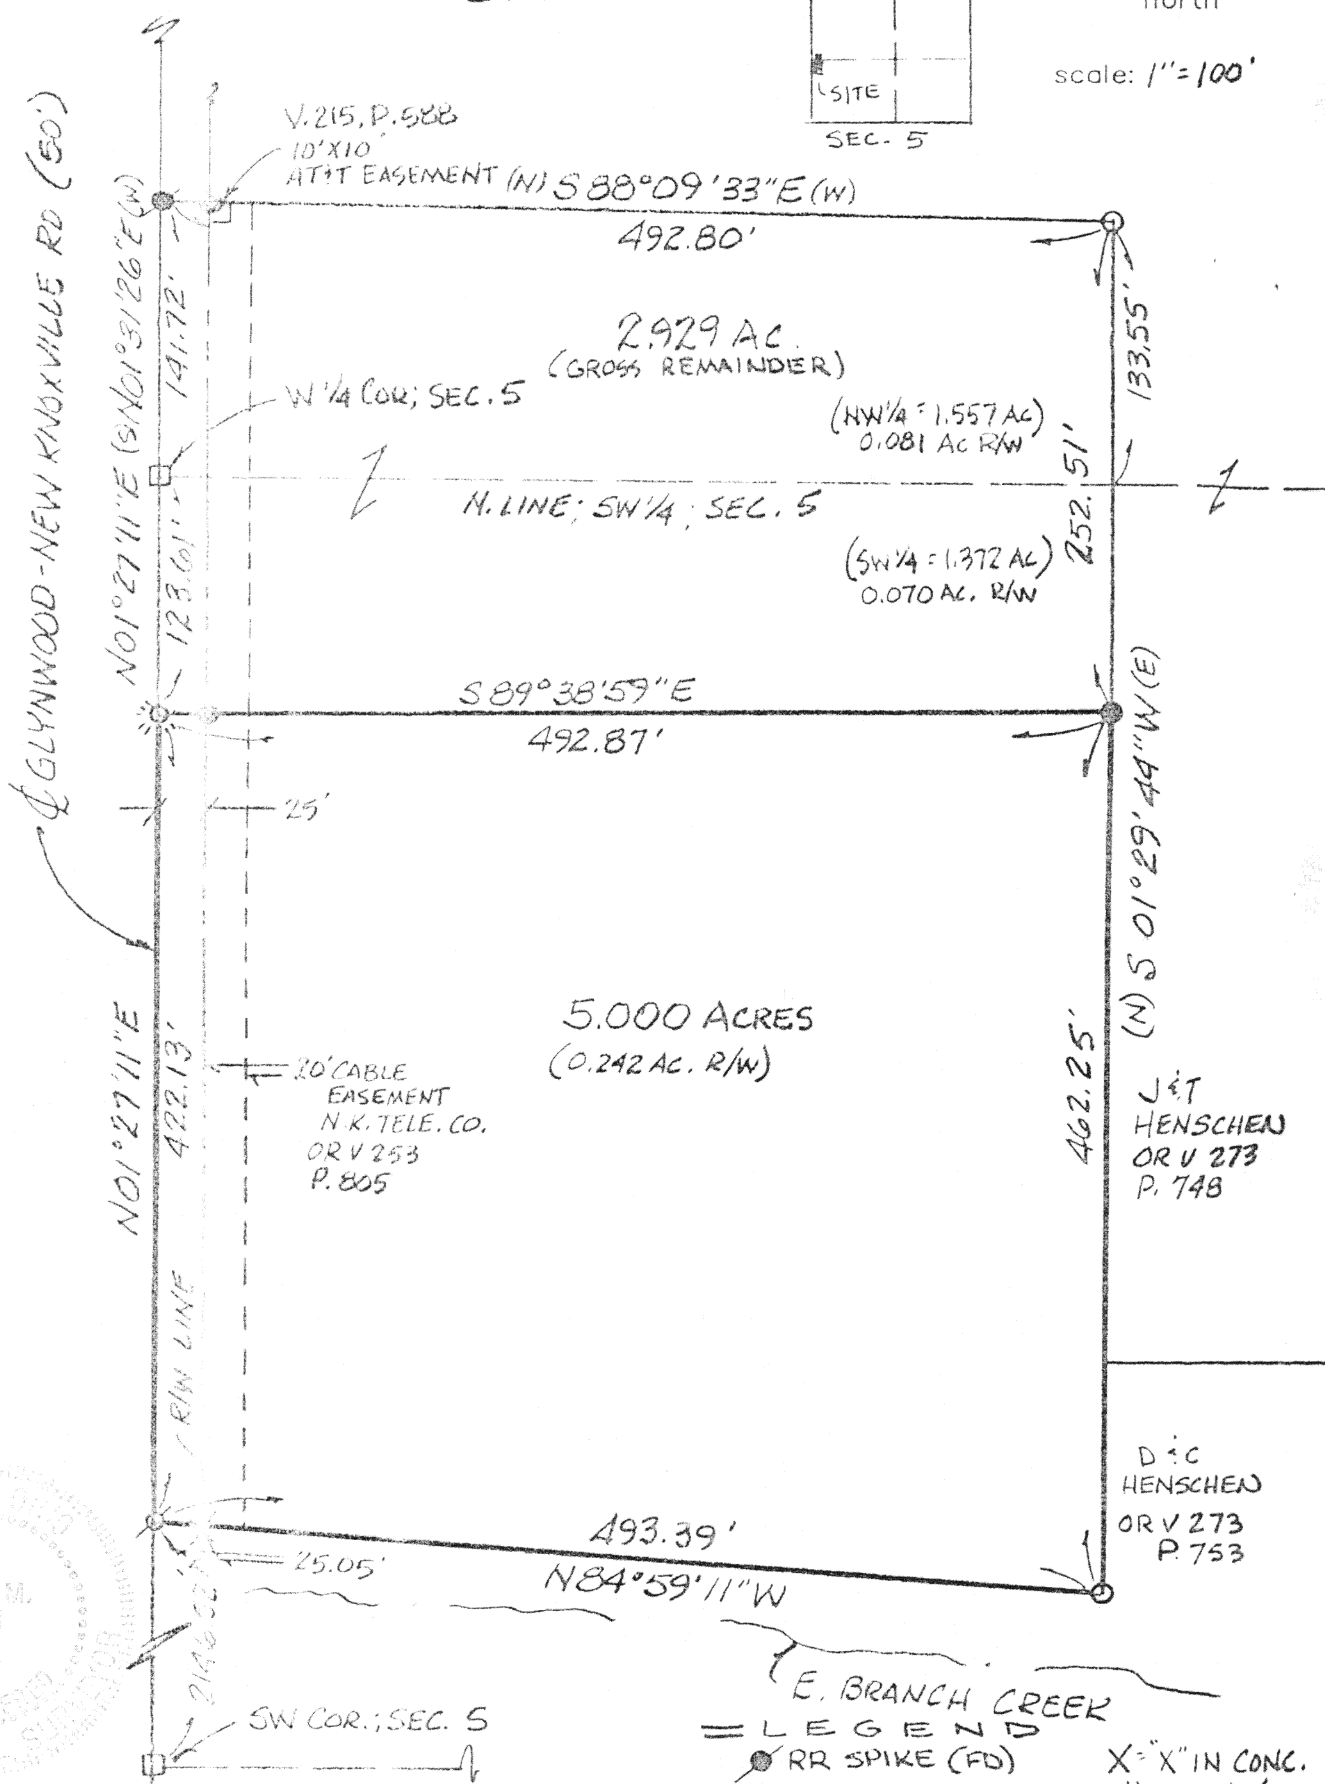 north
scale: 1"=100'
SITE
SEC. 5
V.215, P.588
10'X10'
AT&T EASEMENT
(N) S 88°09'33"E (W)
492.80'
℄ GLYNWOOD-NEW KNOXVILLE RD (50')
N01°27'11"E (S)N01°31'26"E(W)
141.72'
133.55'
2.929 AC.
(GROSS REMAINDER)
W 1/4 COR; SEC. 5
(NW 1/4 = 1.557 AC)
0.081 AC R/W
252.51'
N. LINE; SW 1/4; SEC. 5
123.61'
(SW 1/4 = 1.372 AC)
0.070 AC. R/W
S 89°38'59"E
492.87'
(N) S 01°29'44"W (E)
25'
5.000 ACRES
(0.242 AC. R/W)
N01°27'11"E
422.13'
20' CABLE
EASEMENT
N.K. TELE. CO.
OR V 253
P. 805
462.25'
J & T
HENSCHEN
OR V 273
P. 748
R/W LINE
D & C
HENSCHEN
OR V 273
P. 753
493.39'
N84°59'11"W
25.05'
E. BRANCH CREEK
SW COR.; SEC. 5
LEGEND
RR SPIKE (FD)
X="X" IN CONC.